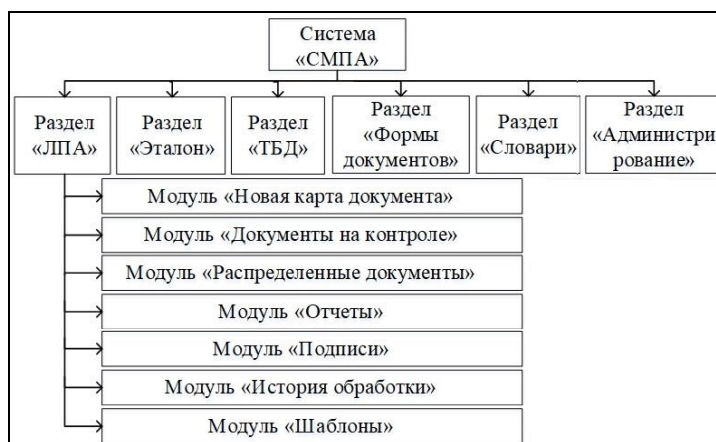 Система
«СМПА»
Раздел
«ЛПА»
Раздел
«Эталон»
Раздел
«ТБД»
Раздел
«Формы
документов»
Раздел
«Словари»
Раздел
«Администри
рование»
Модуль «Новая карта документа»
Модуль «Документы на контроле»
Модуль «Распределенные документы»
Модуль «Отчеты»
Модуль «Подписи»
Модуль «История обработки»
Модуль «Шаблоны»